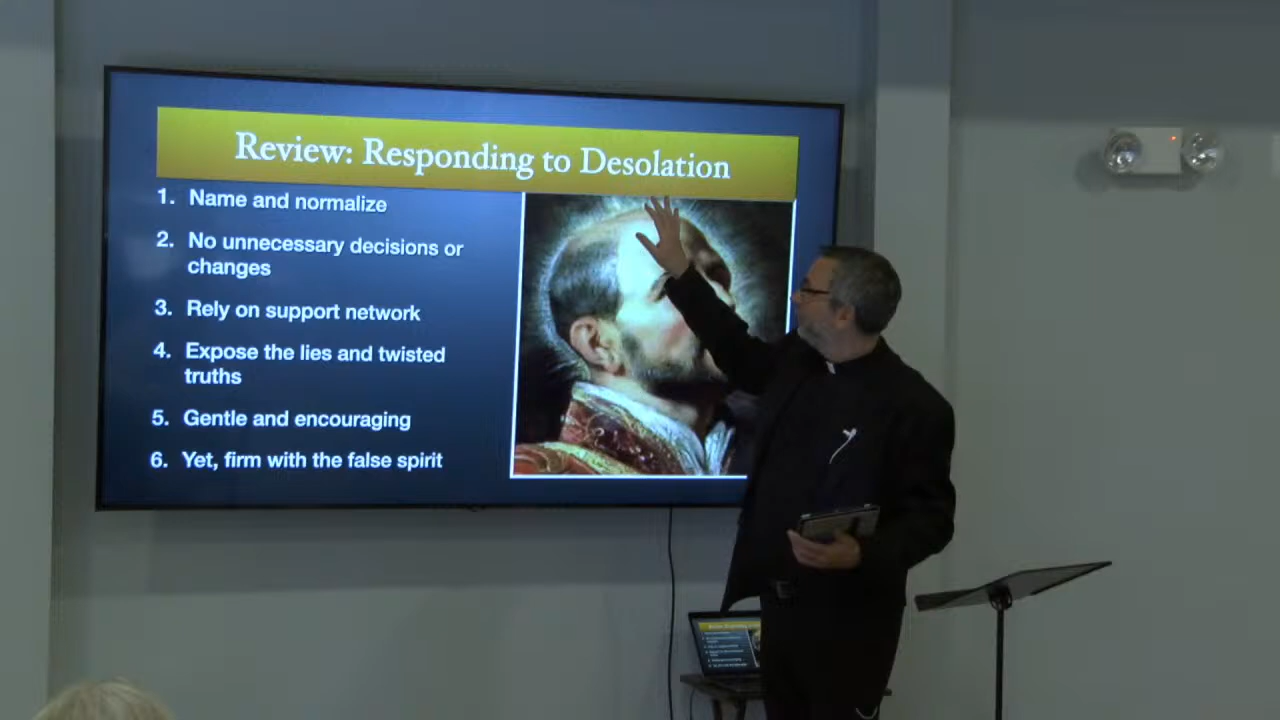 Review: Responding to Desolation
1. Name and normalize
2. No unnecessary decisions or
changes
3. Rely on support network
4. Expose the lies and twisted
truths
5. Gentle and encouraging
6. Yet, firm with the false spirit